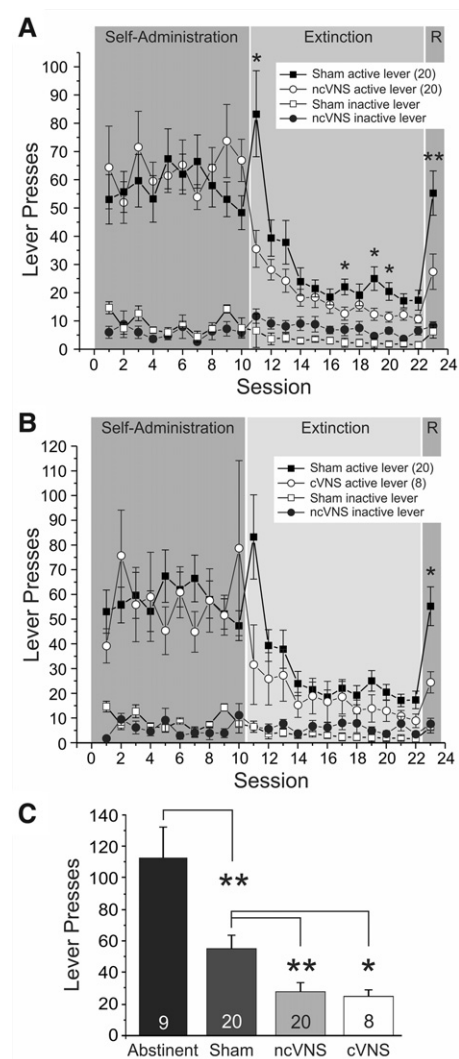 A
Self-Administration Extinction R
Sham active lever (20)
ncVNS active lever (20)
Sham inactive lever
ncVNS inactive lever
* ** * * *
Lever Presses
100
90
80
70
60
50
40
30
20
10
0
0 2 4 6 8 10 12 14 16 18 20 22 24
Session
B
Self-Administration Extinction R
Sham active lever (20)
cVNS active lever (8)
Sham inactive lever
ncVNS inactive lever
*
Lever Presses
120
110
100
90
80
70
60
50
40
30
20
10
0
0 2 4 6 8 10 12 14 16 18 20 22 24
Session
C
Lever Presses
140
120
100
80
60
40
20
0
**
** *
9 20 20 8
Abstinent Sham ncVNS cVNS